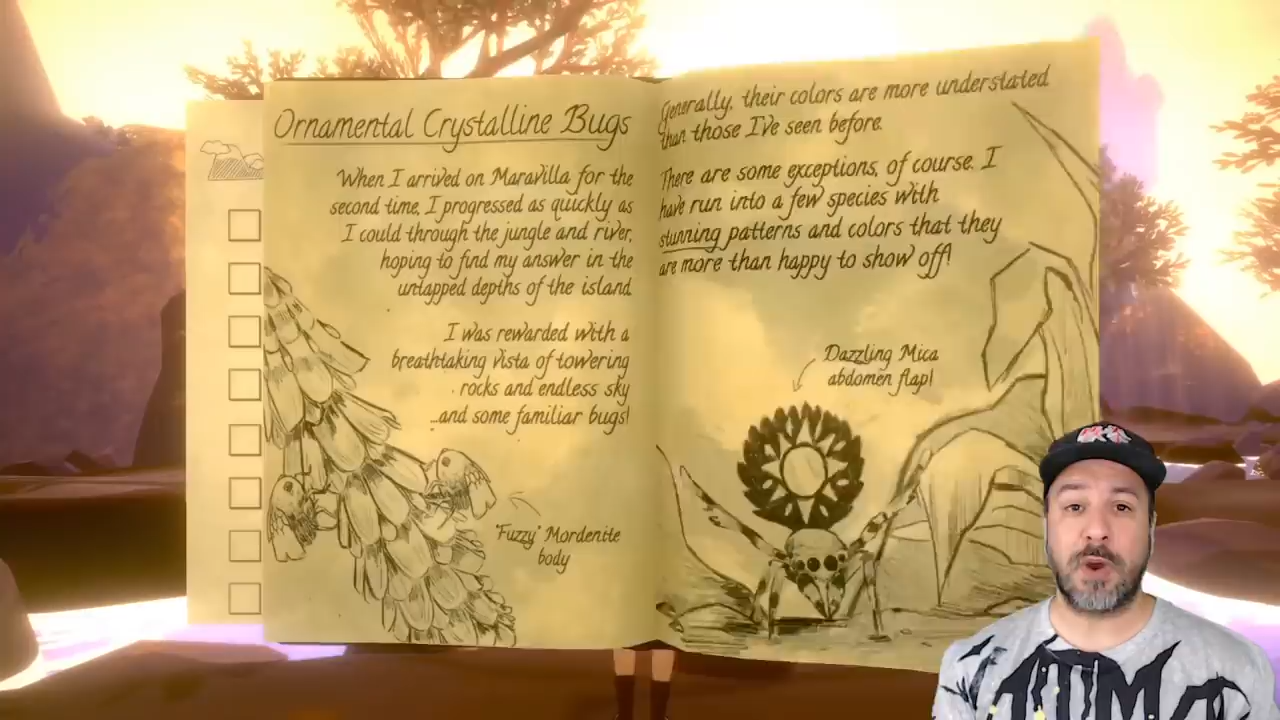 Ornamental Crystalline Bugs
When I arrived on Maravilla for the
second time, I progressed as quickly as
I could through the jungle and river,
hoping to find my answer in the
untapped depths of the island
I was rewarded with a
breathtaking vista of towering
rocks and endless sky
...and some familiar bugs!
"Fuzzy" Mordenite
body
Generally, their colors are more understated
than those I've seen before.
There are some exceptions, of course. I
have run into a few species with
stunning patterns and colors that they
are more than happy to show off!
Dazzling Mica
abdomen flap!